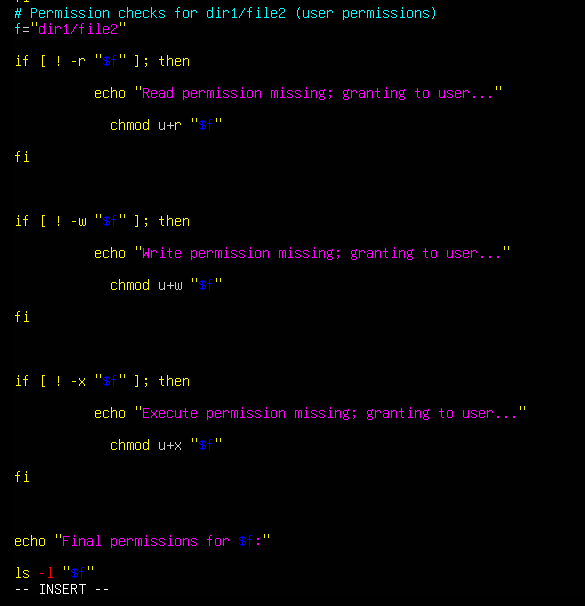 # Permission checks for dir1/file2 (user permissions)
f="dir1/file2"
if [ ! -r "$f" ]; then
echo "Read permission missing; granting to user..."
chmod u+r "$f"
fi
if [ ! -w "$f" ]; then
echo "Write permission missing; granting to user..."
chmod u+w "$f"
fi
if [ ! -x "$f" ]; then
echo "Execute permission missing; granting to user..."
chmod u+x "$f"
fi
echo "Final permissions for $f:"
ls -l "$f"
-- INSERT --